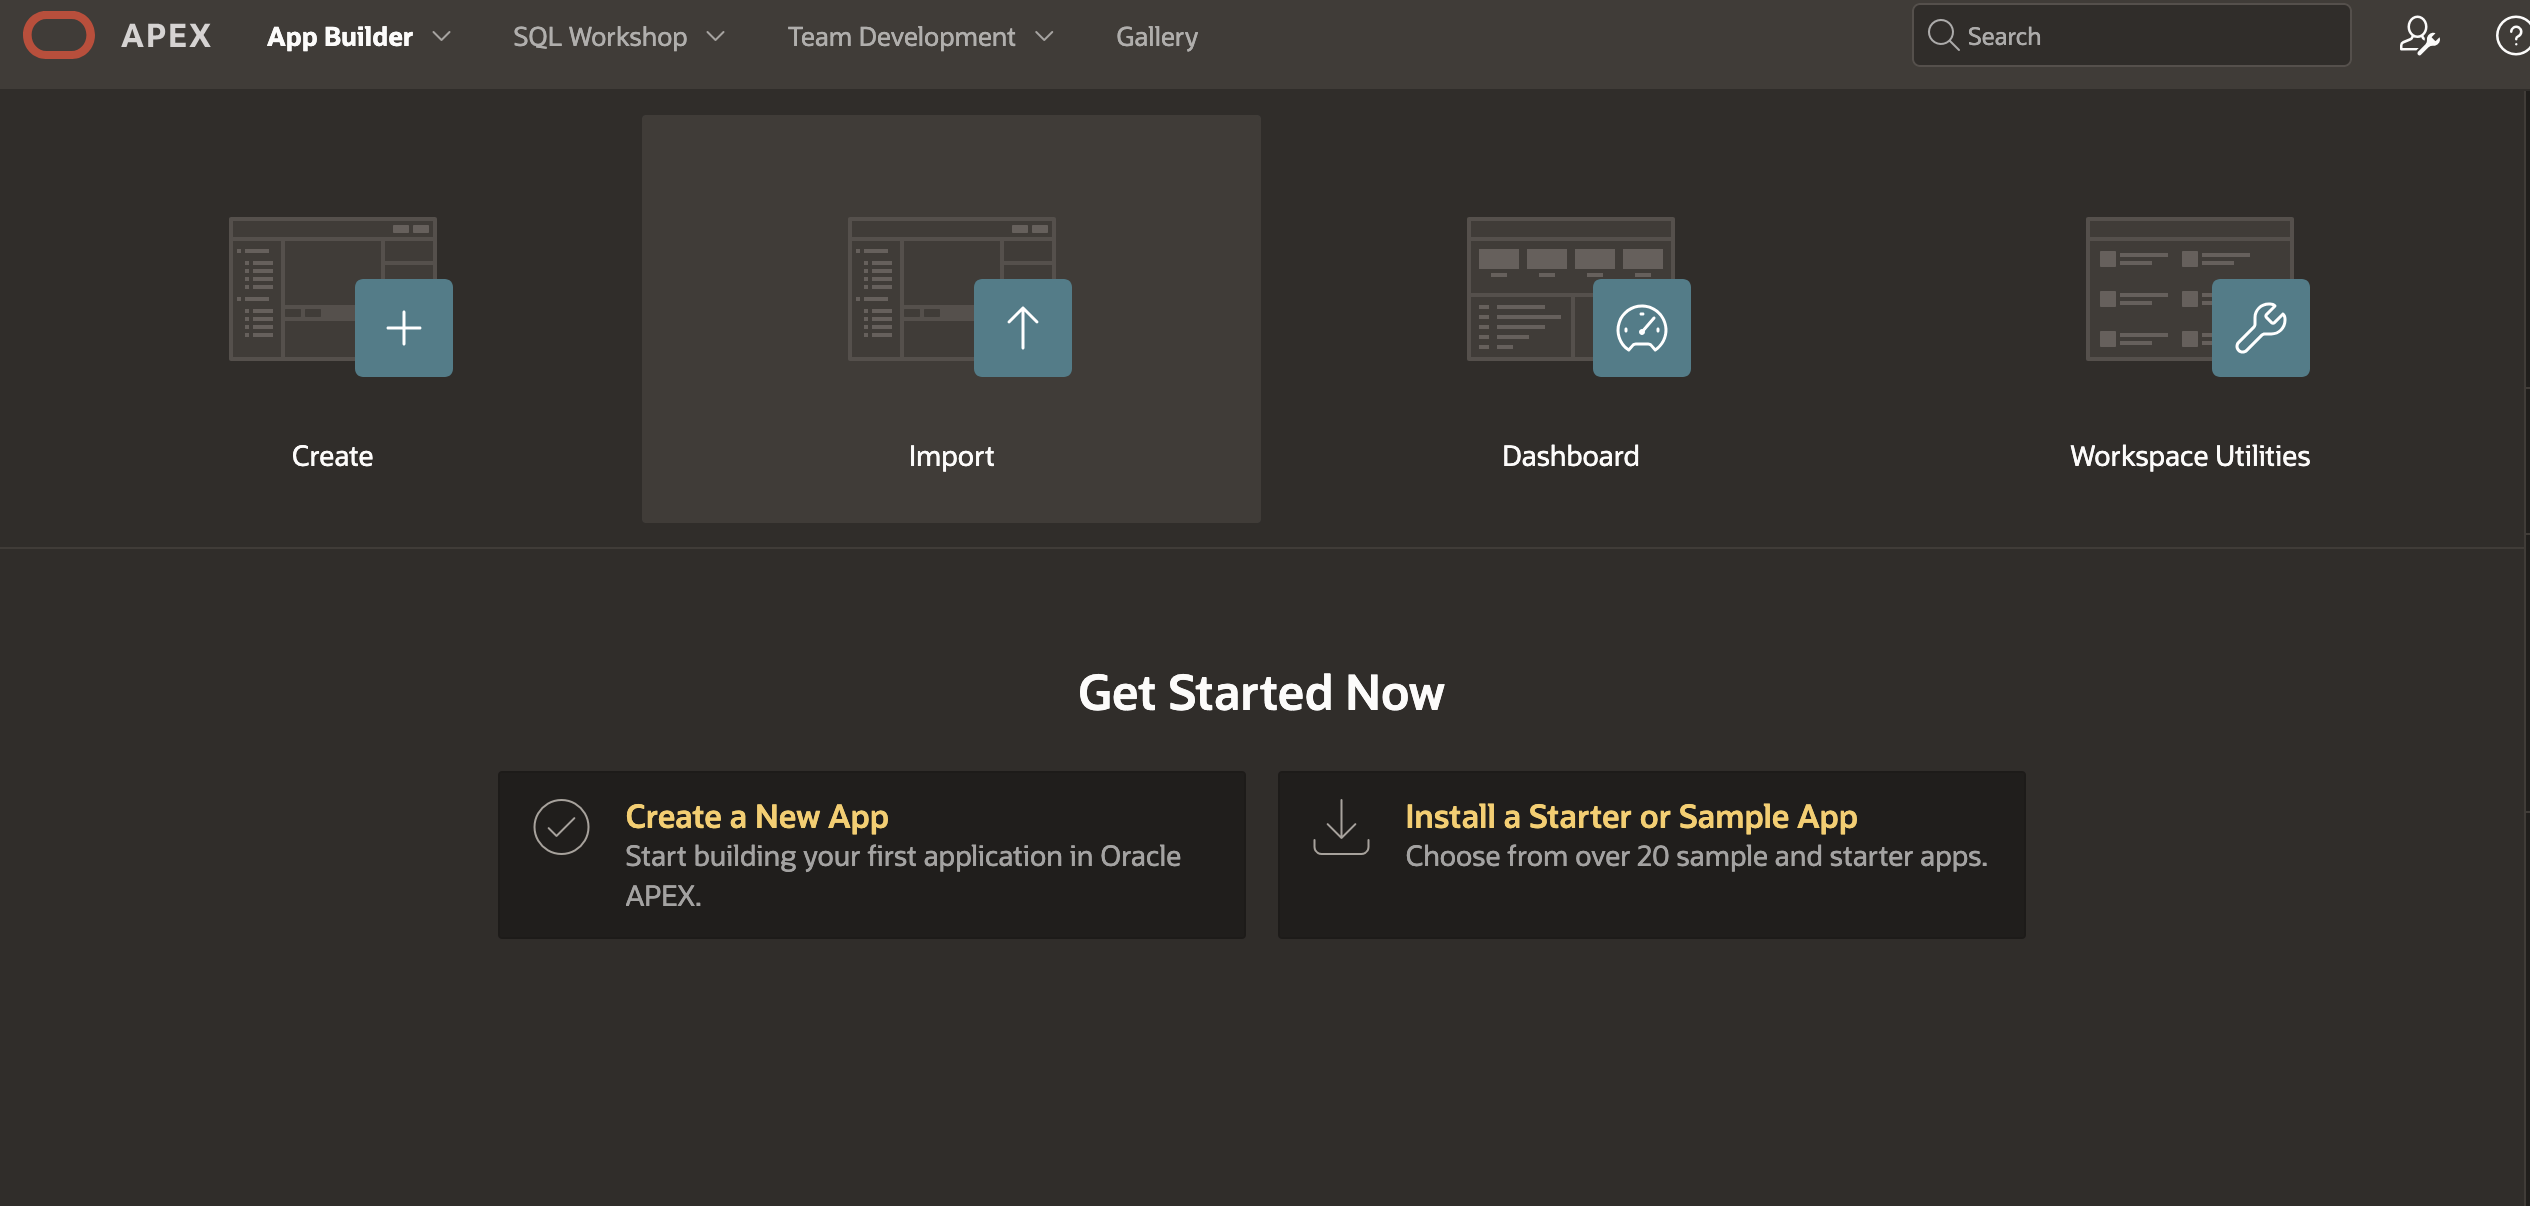 APEX App Builder SQL Workshop Team Development Gallery Search ?
Create Import Dashboard Workspace Utilities
Get Started Now
Create a New App
Start building your first application in Oracle
APEX.
Install a Starter or Sample App
Choose from over 20 sample and starter apps.